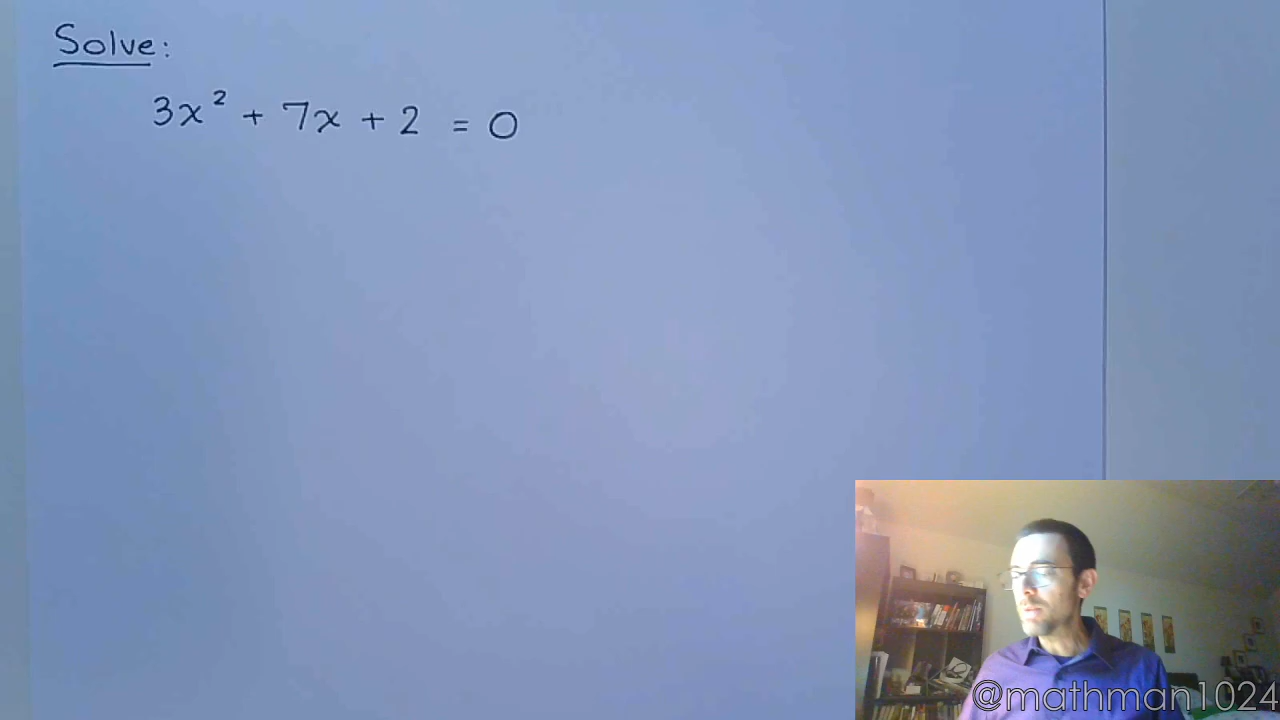 Solve:
3x² + 7x + 2 = 0
@mathman1024